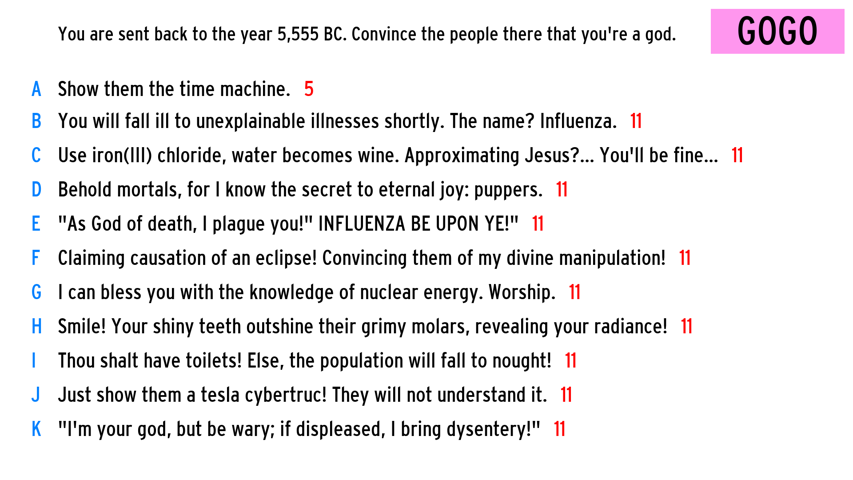 You are sent back to the year 5,555 BC. Convince the people there that you're a god.
GOGO
A Show them the time machine. 5
B You will fall ill to unexplainable illnesses shortly. The name? Influenza. 11
C Use iron(III) chloride, water becomes wine. Approximating Jesus?... You'll be fine... 11
D Behold mortals, for I know the secret to eternal joy: puppers. 11
E "As God of death, I plague you!" INFLUENZA BE UPON YE!" 11
F Claiming causation of an eclipse! Convincing them of my divine manipulation! 11
G I can bless you with the knowledge of nuclear energy. Worship. 11
H Smile! Your shiny teeth outshine their grimy molars, revealing your radiance! 11
I Thou shalt have toilets! Else, the population will fall to nought! 11
J Just show them a tesla cybertruc! They will not understand it. 11
K "I'm your god, but be wary; if displeased, I bring dysentery!" 11